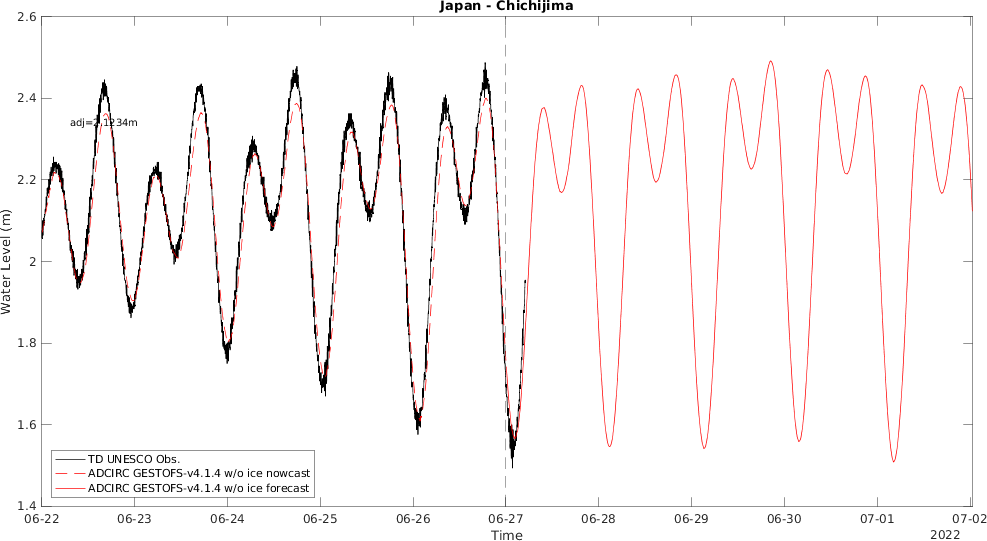 Japan - Chichijima
2.6
2.4
2.2
2
1.8
1.6
1.4
Water Level (m)
adj=2.1234m
TD UNESCO Obs.
ADCIRC GESTOFS-v4.1.4 w/o ice nowcast
ADCIRC GESTOFS-v4.1.4 w/o ice forecast
06-22 06-23 06-24 06-25 06-26 06-27 06-28 06-29 06-30 07-01 07-02
Time
2022